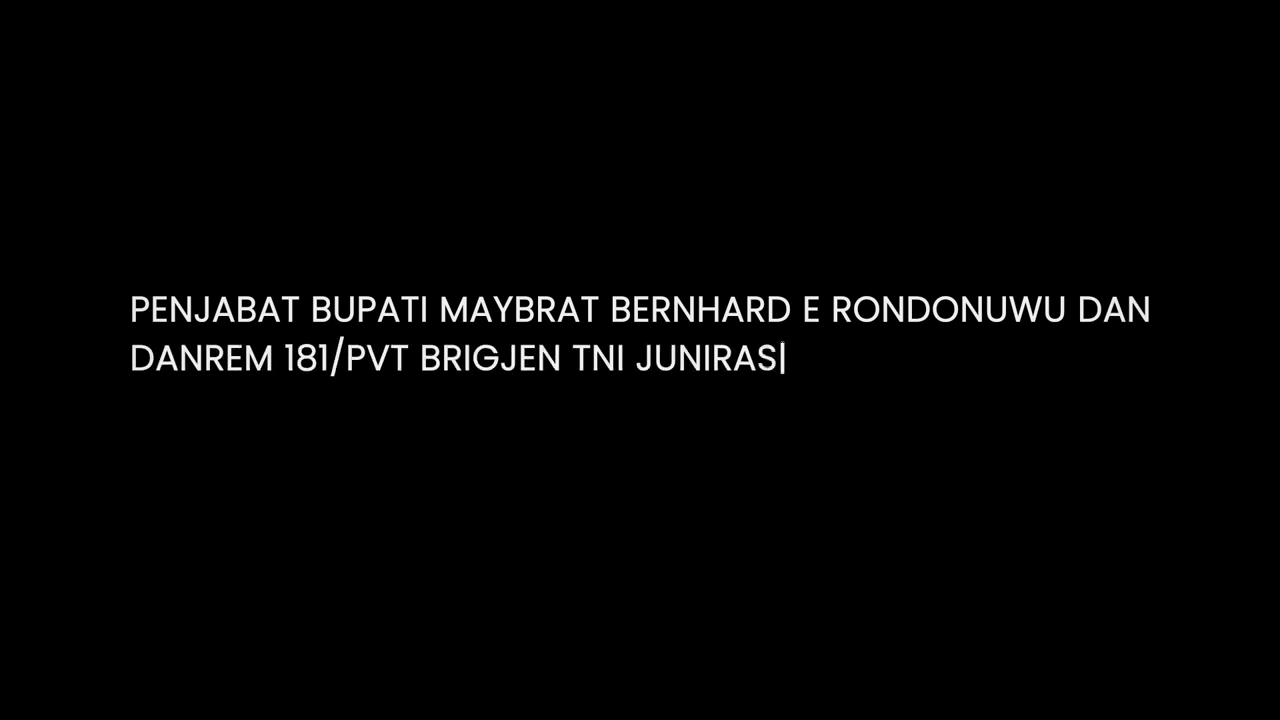 PENJABAT BUPATI MAYBRAT BERNHARD E RONDONUWU DAN
DANREM 181/PVT BRIGJEN TNI JUNIRAS|